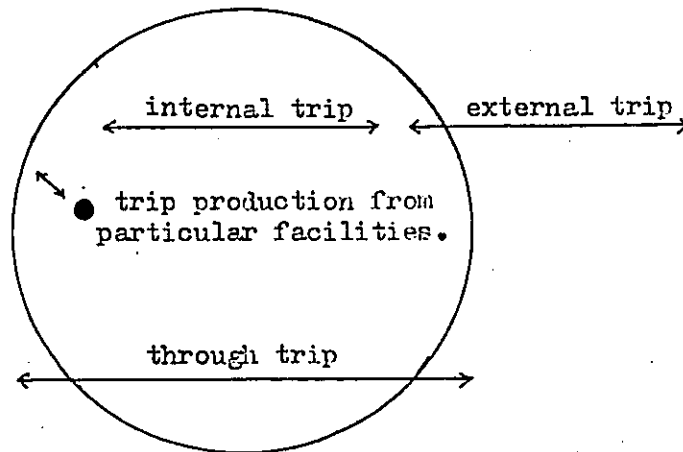 internal trip
external trip
trip production from
particular facilities.
through trip